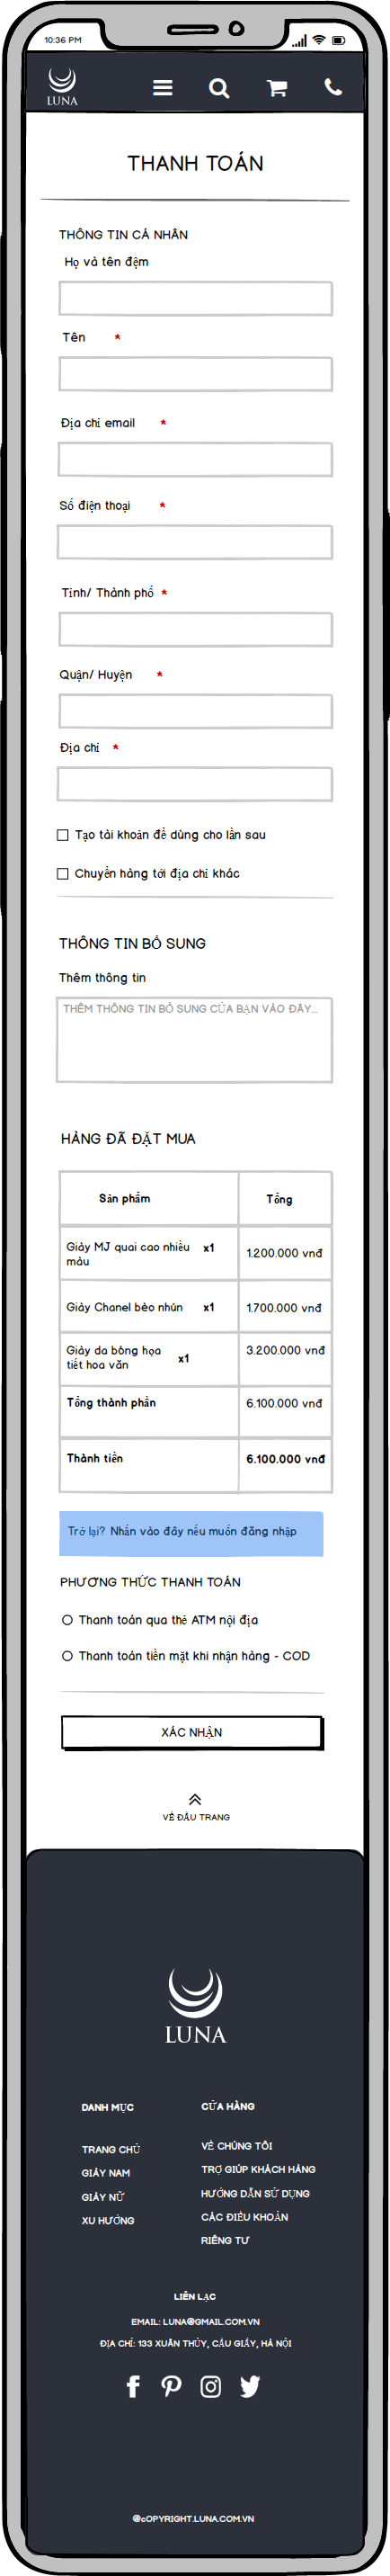 10:36 PM
LUNA
THANH TOÁN
THÔNG TIN CÁ NHÂN
Họ và tên đệm
Tên *
Địa chỉ email *
Số điện thoại *
Tỉnh/ Thành phố *
Quận/ Huyện *
Địa chỉ *
Tạo tài khoản để dùng cho lần sau
Chuyển hàng tới địa chỉ khác
THÔNG TIN BỔ SUNG
Thêm thông tin
THÊM THÔNG TIN BỔ SUNG CỦA BẠN VÀO ĐÂY...
HÀNG ĐÃ ĐẶT MUA
Sản phẩm Tổng
Giày MJ quai cao nhiều x1 1.200.000 vnđ
màu
Giày Chanel bèo nhún x1 1.700.000 vnđ
Giày da bóng họa 3.200.000 vnđ
tiết hoa văn x1
Tổng thành phần 6.100.000 vnđ
Thành tiền 6.100.000 vnđ
Trở lại? Nhấn vào đây nếu muốn đăng nhập
PHƯƠNG THỨC THANH TOÁN
Thanh toán qua thẻ ATM nội địa
Thanh toán tiền mặt khi nhận hàng - COD
XÁC NHẬN
VỀ ĐẦU TRANG
LUNA
DANH MỤC
TRANG CHỦ
GIÀY NAM
GIÀY NỮ
XU HƯỚNG
CỬA HÀNG
VỀ CHÚNG TÔI
TRỢ GIÚP KHÁCH HÀNG
HƯỚNG DẪN SỬ DỤNG
CÁC ĐIỀU KHOẢN
RIÊNG TƯ
LIÊN LẠC
EMAIL: LUNA@GMAIL.COM.VN
ĐỊA CHỈ: 133 XUÂN THỦY, CẦU GIẤY, HÀ NỘI
@cOPYRIGHT.LUNA.COM.VN